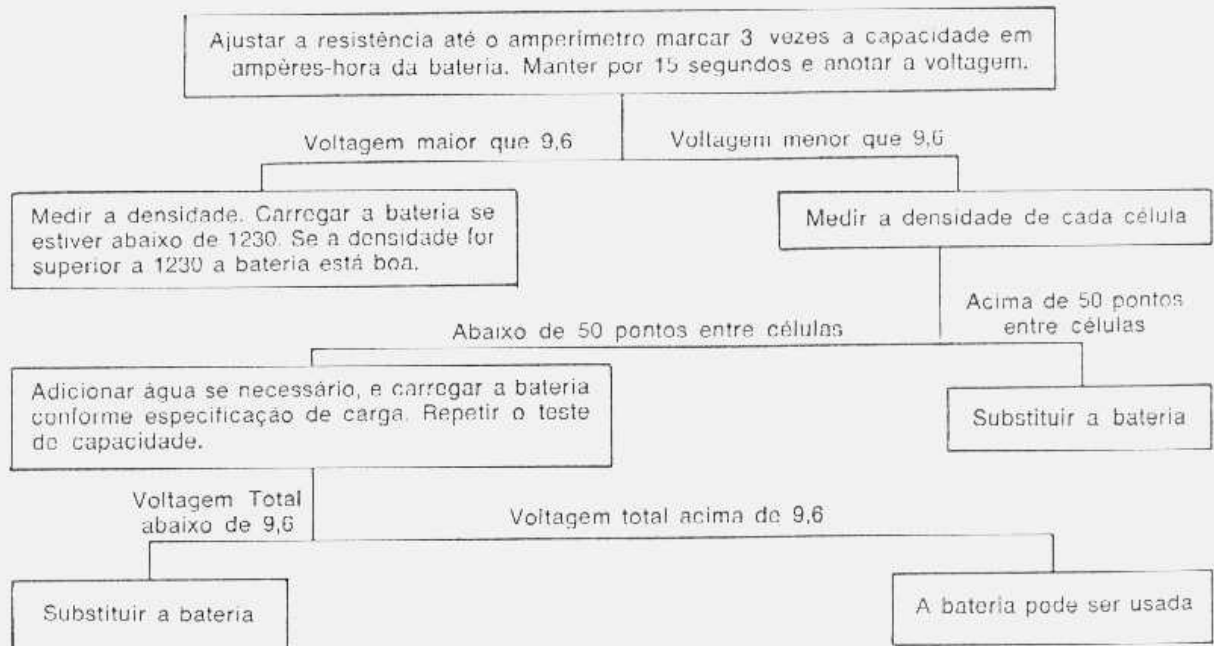 Ajustar a resistência até o amperímetro marcar 3 vezes a capacidade em
ampères-hora da bateria. Manter por 15 segundos e anotar a voltagem.
Voltagem maior que 9,6
Voltagem menor que 9,6
Medir a densidade. Carregar a bateria se
estiver abaixo de 1230. Se a densidade for
superior a 1230 a bateria está boa.
Medir a densidade de cada célula
Abaixo de 50 pontos entre células
Acima de 50 pontos
entre células
Adicionar água se necessário, e carregar a bateria
conforme especificação de carga. Repetir o teste
de capacidade.
Substituir a bateria
Voltagem Total
abaixo de 9,6
Voltagem total acima de 9,6
Substituir a bateria
A bateria pode ser usada